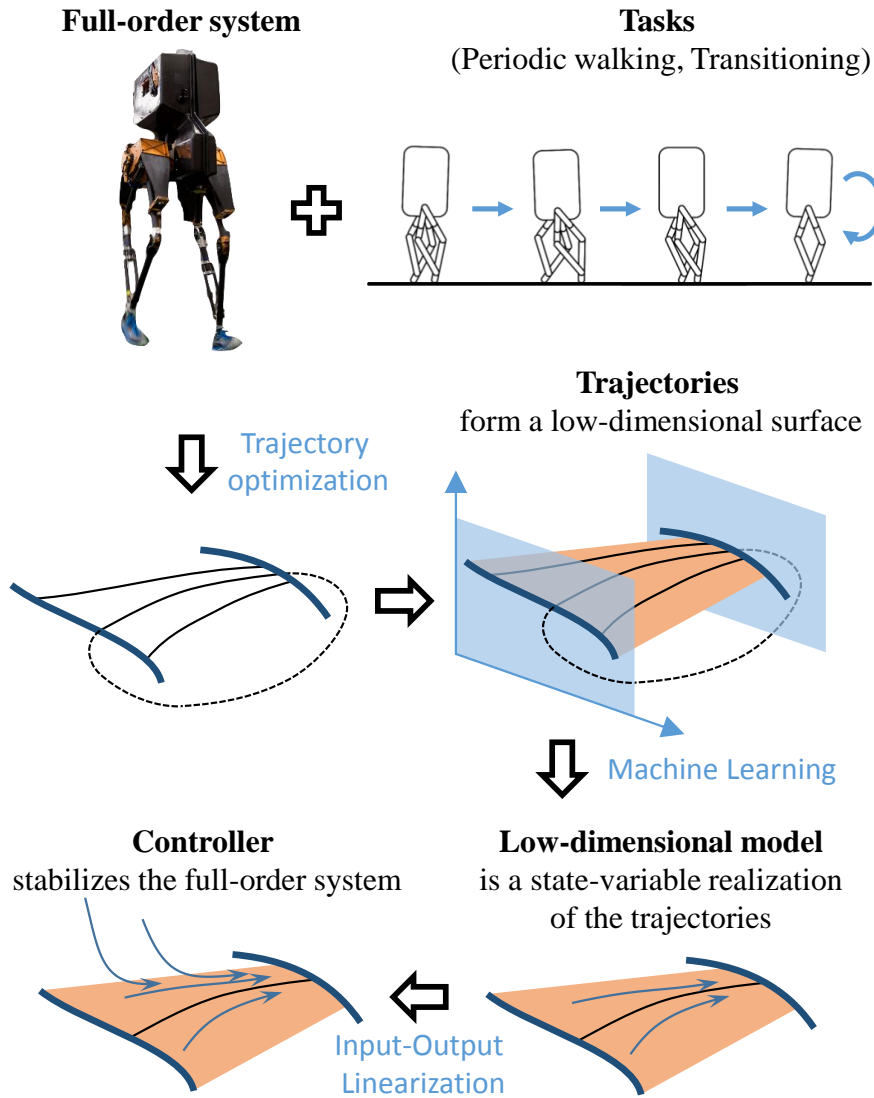 Full-order system
Tasks
(Periodic walking, Transitioning)
Trajectories
form a low-dimensional surface
Trajectory
optimization
Machine Learning
Controller
stabilizes the full-order system
Low-dimensional model
is a state-variable realization
of the trajectories
Input-Output
Linearization